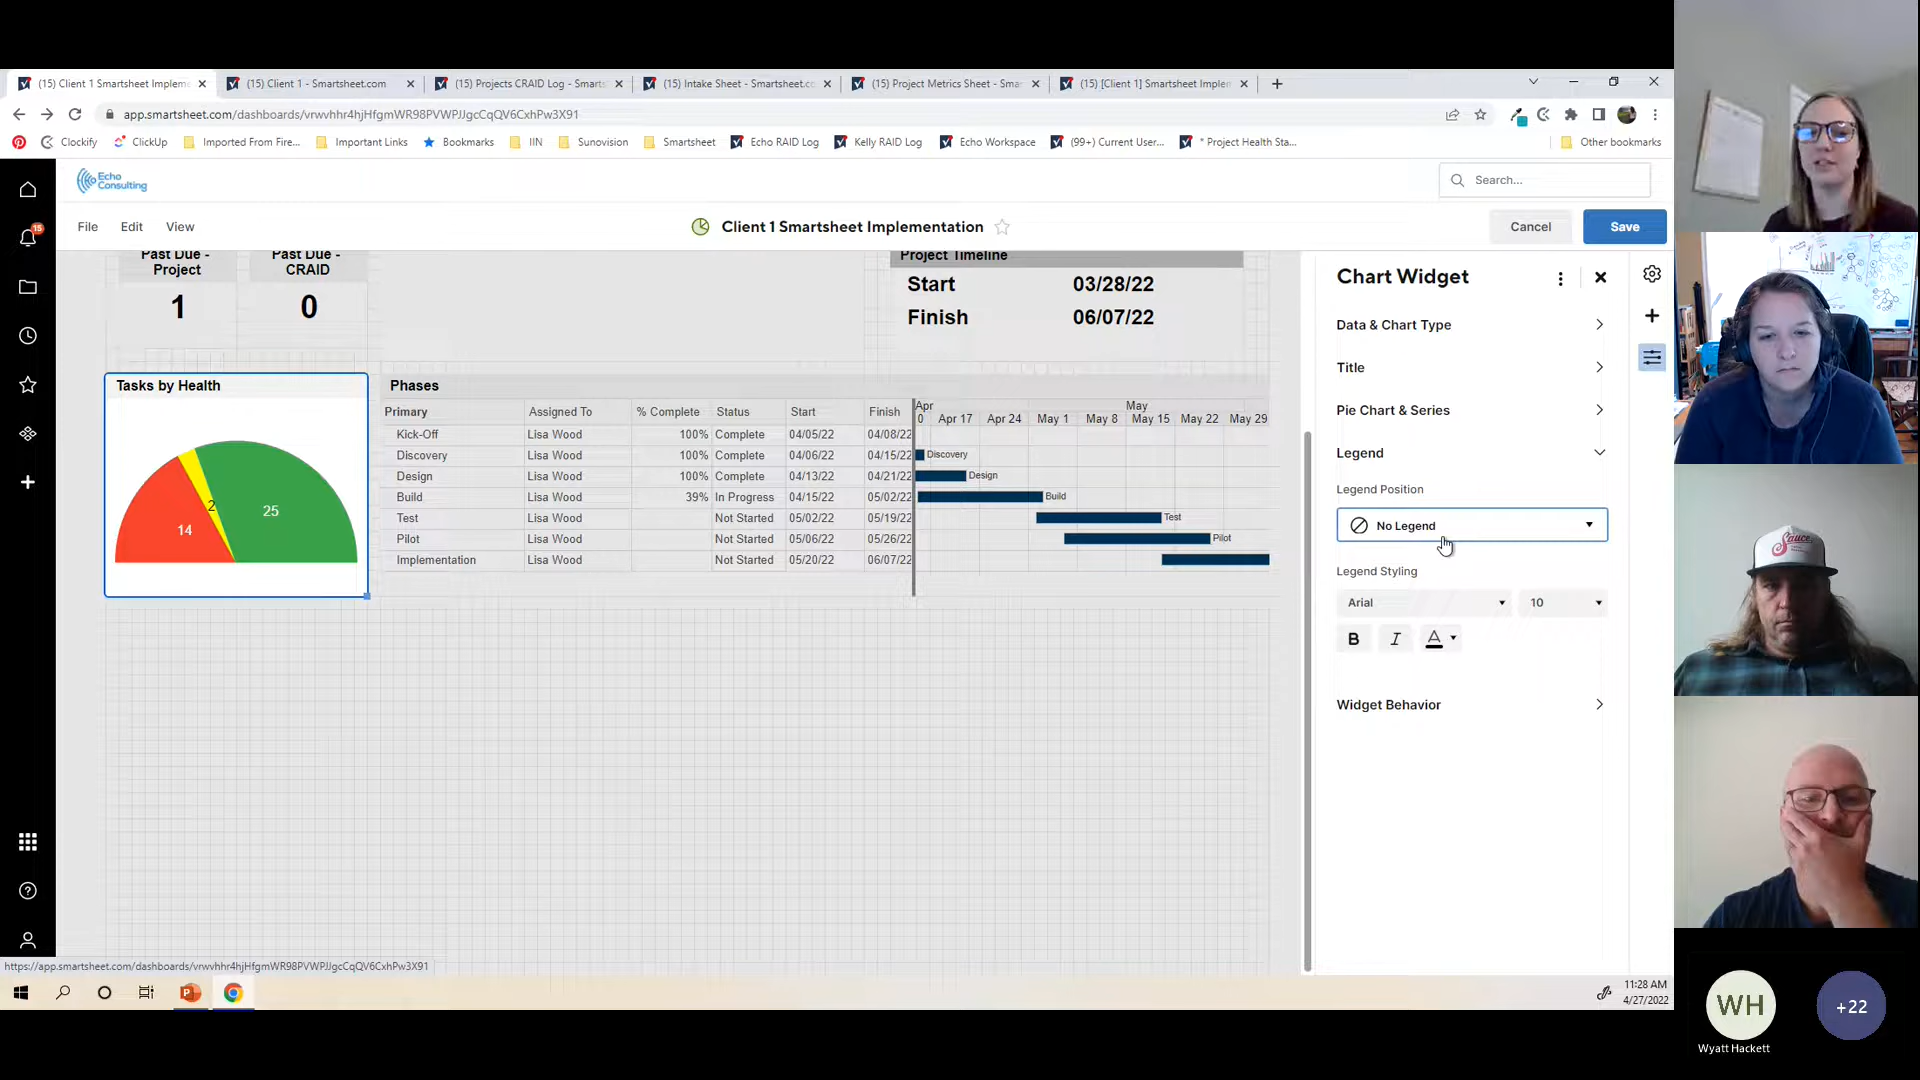 (15) Client 1 Smartsheet Impleme
(15) Client 1 - Smartsheet.com
(15) Projects CRAID Log - Smarts
(15) Intake Sheet - Smartsheet.co
(15) Project Metrics Sheet - Sma
(15) [Client 1] Smartsheet Implem
app.smartsheet.com/dashboards/vrwvhhr4hjHfgmWR98PVWPJJgcCqQV6CxhPw3X91
Clockify
ClickUp
Imported From Fire...
Important Links
Bookmarks
IIN
Sunovision
Smartsheet
Echo RAID Log
Kelly RAID Log
Echo Workspace
(99+) Current User...
* Project Health Sta...
Other bookmarks
Echo
Consulting
Search...
15
File
Edit
View
Client 1 Smartsheet Implementation
Cancel
Save
Past Due -
Project
1
Past Due -
CRAID
0
Project Timeline
Start 03/28/22
Finish 06/07/22
Tasks by Health
14
2
25
Phases
Primary Assigned To % Complete Status Start Finish
Kick-Off Lisa Wood 100% Complete 04/05/22 04/08/22
Discovery Lisa Wood 100% Complete 04/06/22 04/15/22
Design Lisa Wood 100% Complete 04/13/22 04/21/22
Build Lisa Wood 39% In Progress 04/15/22 05/02/22
Test Lisa Wood Not Started 05/02/22 05/19/22
Pilot Lisa Wood Not Started 05/06/22 05/26/22
Implementation Lisa Wood Not Started 05/20/22 06/07/22
Apr May
0 Apr 17 Apr 24 May 1 May 8 May 15 May 22 May 29
Discovery
Design
Build
Test
Pilot
Chart Widget
Data & Chart Type
Title
Pie Chart & Series
Legend
Legend Position
No Legend
Legend Styling
Arial
10
B
I
A
Widget Behavior
https://app.smartsheet.com/dashboards/vrwvhhr4hjHfgmWR98PVWPJJgcCqQV6CxhPw3X91
11:28 AM
4/27/2022
Sauce
WH
Wyatt Hackett
+22